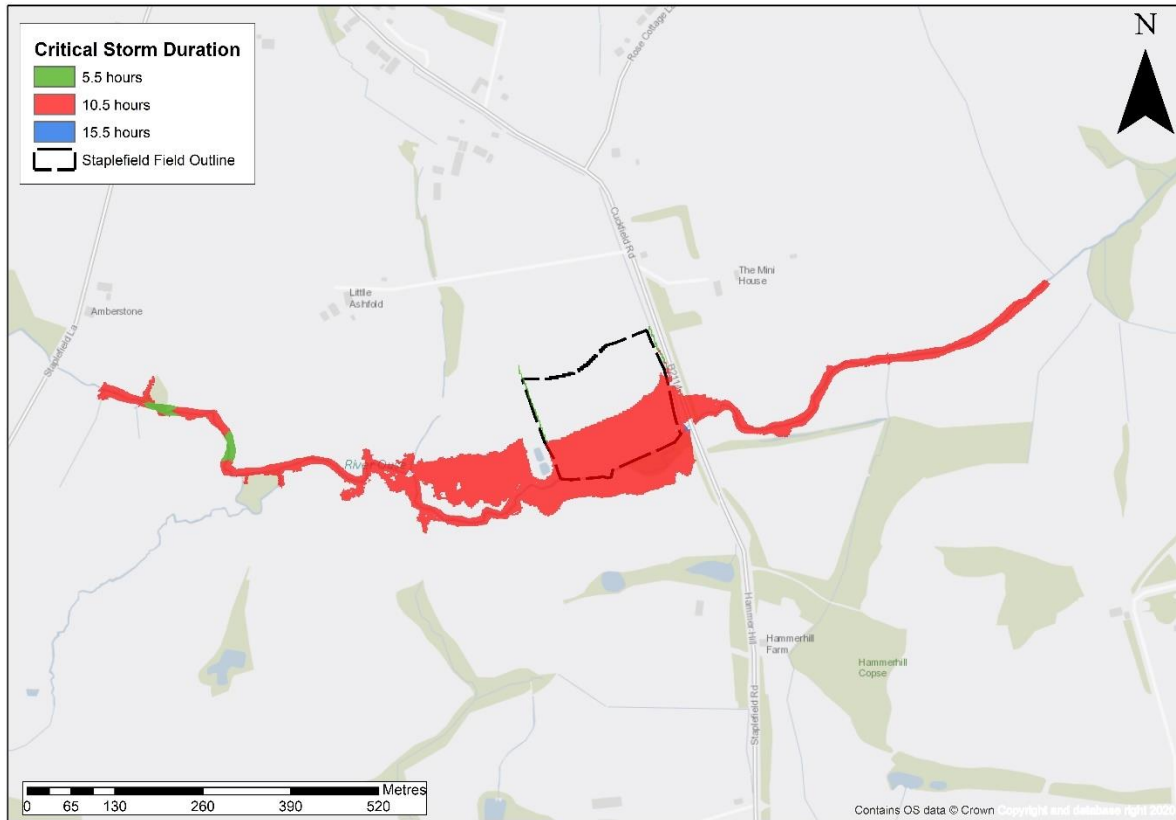 Critical Storm Duration
5.5 hours
10.5 hours
15.5 hours
Staplefield Field Outline
N
Rose Cottage La
Cuckfield Rd
The Mini
House
Little
Ashfold
Amberstone
Staplefield La
B2114
River Ouse
Hammer Hill
Hammerhill
Farm
Hammerhill
Copse
Staplefield Rd
Metres
0 65 130 260 390 520
Contains OS data © Crown Copyright and database right 2020